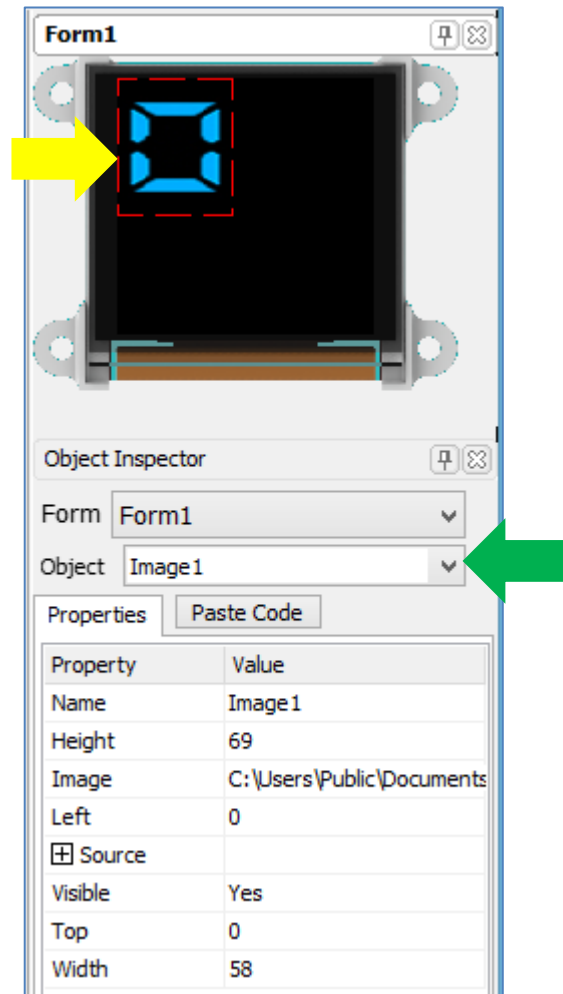 Form1
0
Object Inspector
Form Form1
Object Image1
Properties Paste Code
Property Value
Name Image1
Height 69
Image C:\Users\Public\Documents
Left 0
Source
Visible Yes
Top 0
Width 58